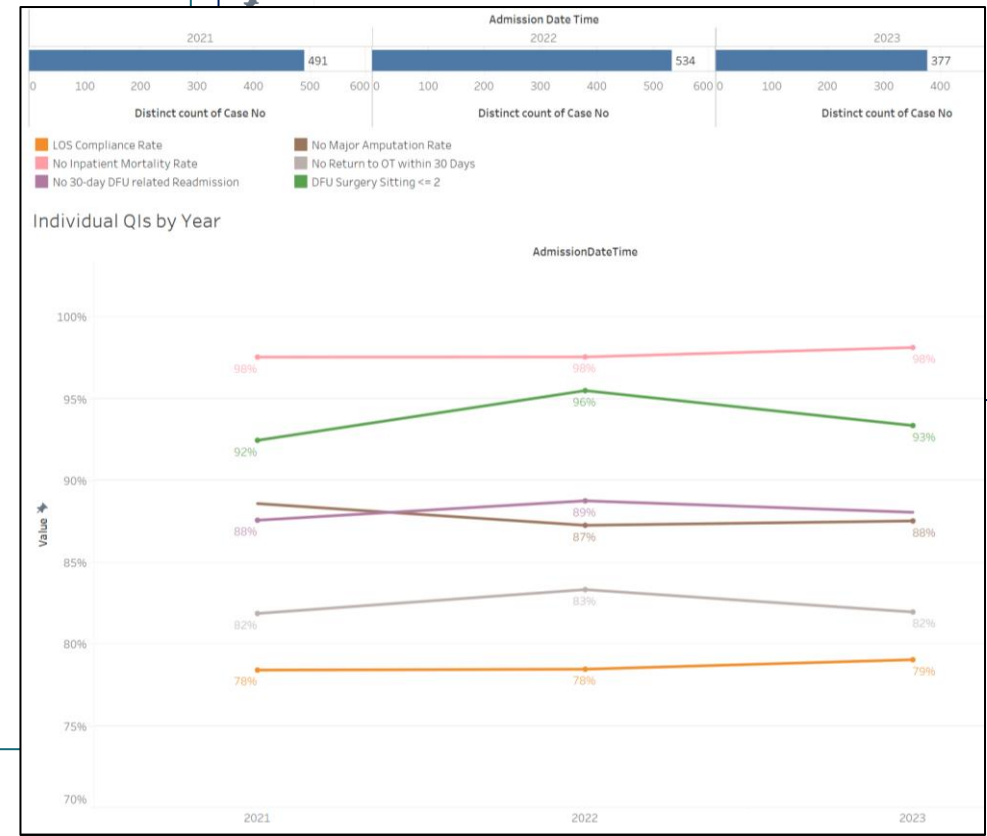 Admission Date Time
2021 2022 2023
491 534 377
0 100 200 300 400 500 600 0 100 200 300 400 500 600 0 100 200 300 400
Distinct count of Case No Distinct count of Case No Distinct count of Case No
LOS Compliance Rate No Major Amputation Rate
No Inpatient Mortality Rate No Return to OT within 30 Days
No 30-day DFU related Readmission DFU Surgery Sitting <= 2
Individual QIs by Year
AdmissionDateTime
100%
98% 98% 98%
95%
92% 96% 93%
90%
88% 89% 87% 88%
85%
82% 83% 82%
80%
78% 78% 79%
75%
70%
Value
2021 2022 2023